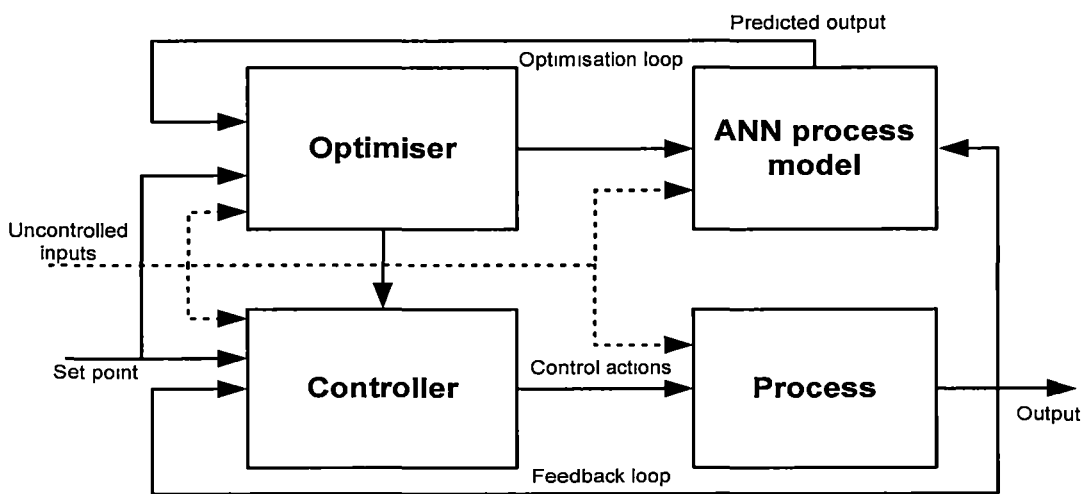 Predicted output
Optimisation loop
Optimiser
ANN process
model
Uncontrolled
inputs
Set point
Controller
Control actions
Process
Output
Feedback loop